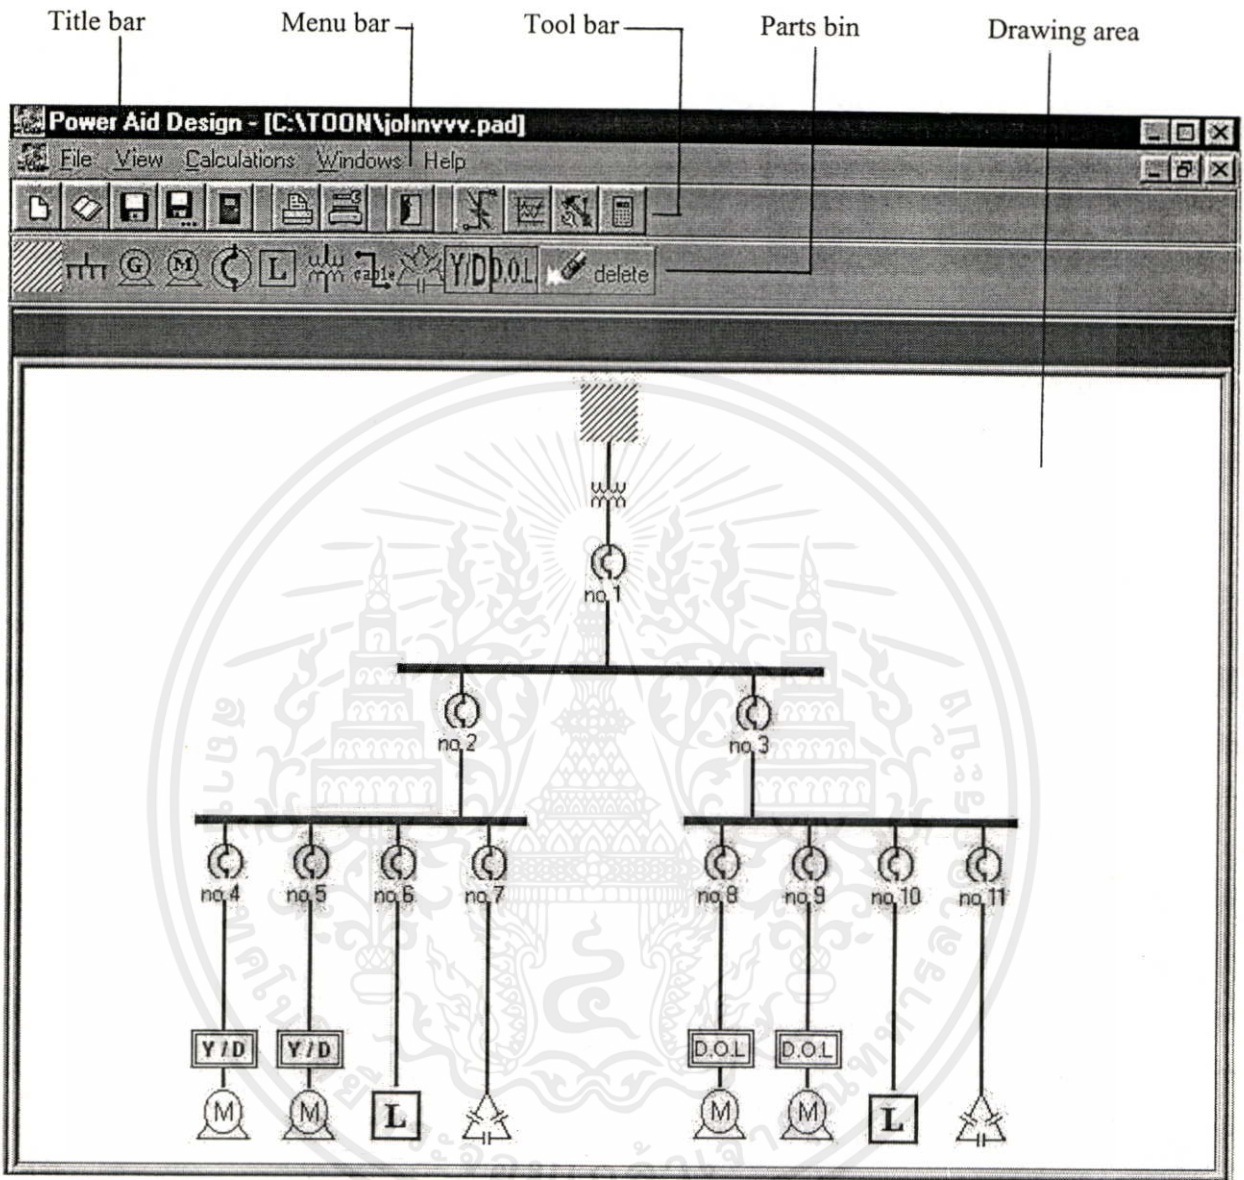 Title bar
Menu bar
Tool bar
Parts bin
Drawing area
Power Aid Design - [C:\TOON\johnvvv.pad]
File View Calculations Windows Help
G M L cable Y/D D.O.L. delete
no.1
no.2 no.3
no.4 no.5 no.6 no.7 no.8 no.9 no.10 no.11
Y/D Y/D D.O.L D.O.L
M M L M M L